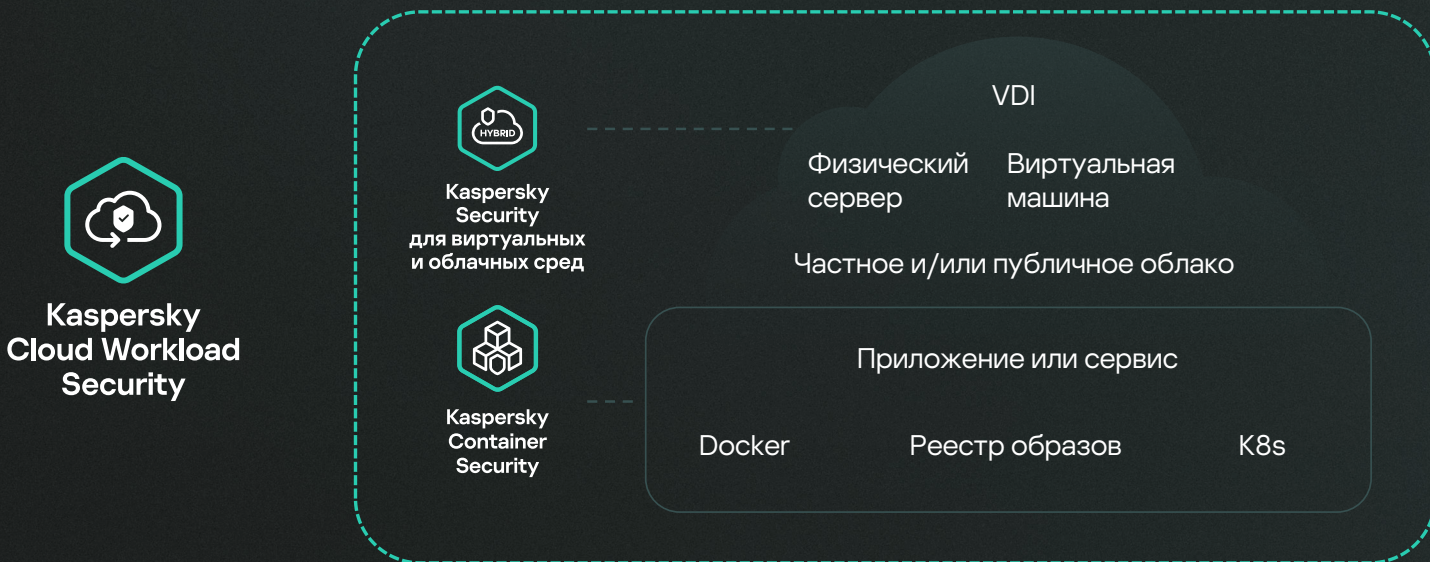 Kaspersky
Cloud Workload
Security
HYBRID
Kaspersky
Security
для виртуальных
и облачных сред
VDI
Физический
сервер
Виртуальная
машина
Частное и/или публичное облако
Kaspersky
Container
Security
Приложение или сервис
Docker
Реестр образов
K8s